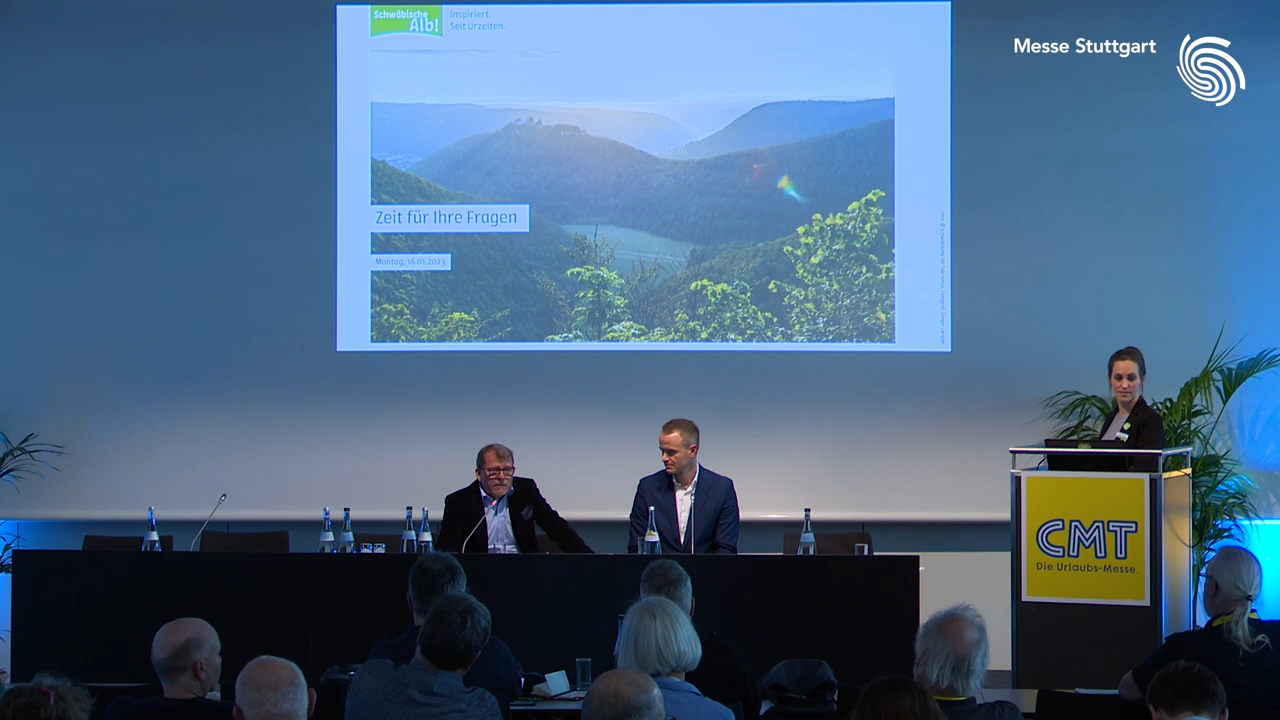 Schwäbische
Alb!
Inspiriert.
Seit Urzeiten.
Messe Stuttgart
Zeit für Ihre Fragen
Montag, 16.01.2023
CMT
Die Urlaubs-Messe.